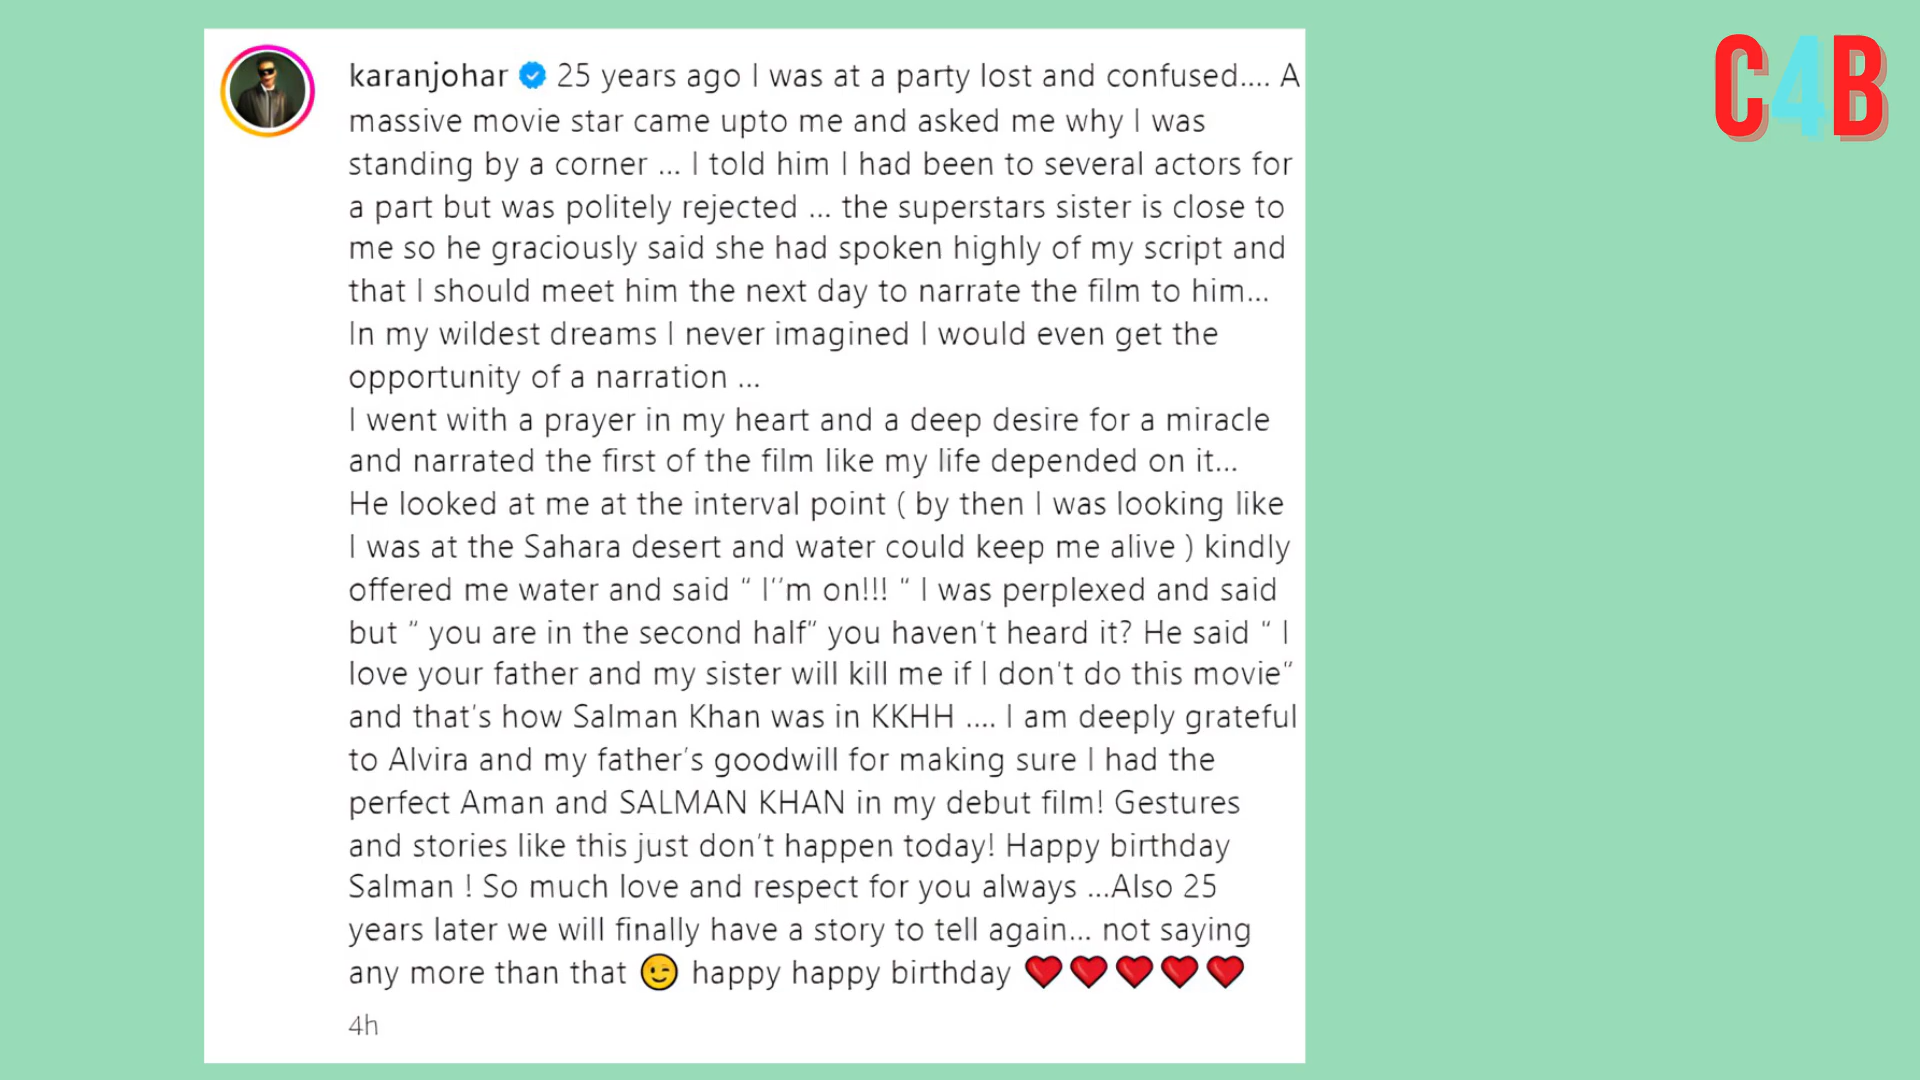 karanjohar 25 years ago I was at a party lost and confused.... A
massive movie star came upto me and asked me why I was
standing by a corner ... I told him I had been to several actors for
a part but was politely rejected ... the superstars sister is close to
me so he graciously said she had spoken highly of my script and
that I should meet him the next day to narrate the film to him...
In my wildest dreams I never imagined I would even get the
opportunity of a narration ...
I went with a prayer in my heart and a deep desire for a miracle
and narrated the first of the film like my life depended on it...
He looked at me at the interval point ( by then I was looking like
I was at the Sahara desert and water could keep me alive ) kindly
offered me water and said “ I’’m on!!! “ I was perplexed and said
but “ you are in the second half” you haven’t heard it? He said “ I
love your father and my sister will kill me if I don’t do this movie”
and that’s how Salman Khan was in KKHH .... I am deeply grateful
to Alvira and my father’s goodwill for making sure I had the
perfect Aman and SALMAN KHAN in my debut film! Gestures
and stories like this just don’t happen today! Happy birthday
Salman ! So much love and respect for you always ...Also 25
years later we will finally have a story to tell again... not saying
any more than that 😉 happy happy birthday ❤️❤️❤️❤️❤️
4h
C4B